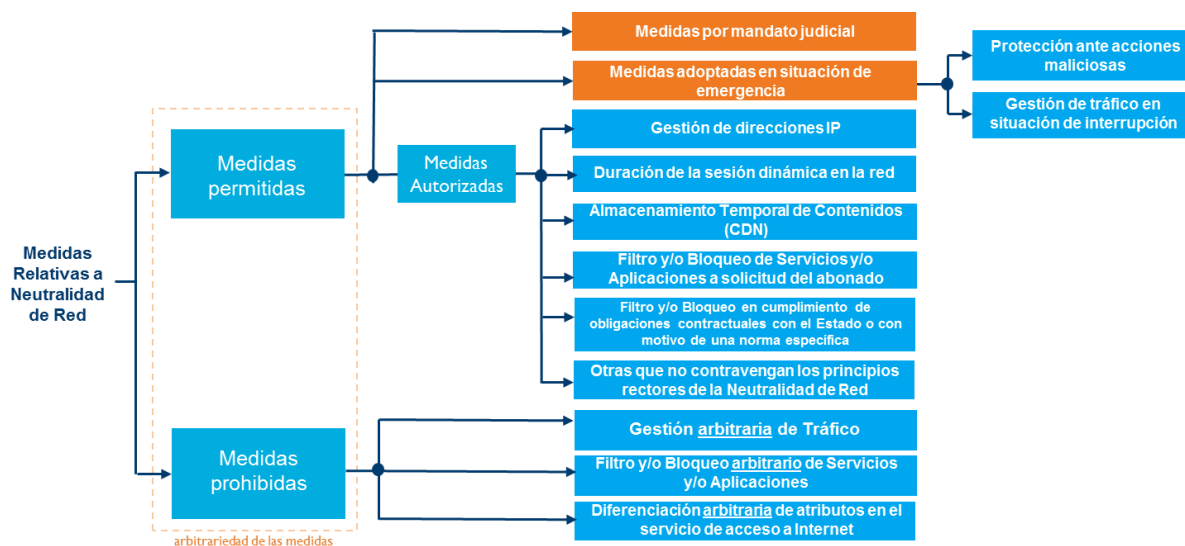 Medidas
Relativas a
Neutralidad
de Red
Medidas
permitidas
Medidas
prohibidas
arbitrariedad de las medidas
Medidas
Autorizadas
Medidas por mandato judicial
Medidas adoptadas en situación de
emergencia
Protección ante acciones
maliciosas
Gestión de tráfico en
situación de interrupción
Gestión de direcciones IP
Duración de la sesión dinámica en la red
Almacenamiento Temporal de Contenidos
(CDN)
Filtro y/o Bloqueo de Servicios y/o
Aplicaciones a solicitud del abonado
Filtro y/o Bloqueo en cumplimiento de
obligaciones contractuales con el Estado o con
motivo de una norma específica
Otras que no contravengan los principios
rectores de la Neutralidad de Red
Gestión arbitraria de Tráfico
Filtro y/o Bloqueo arbitrario de Servicios
y/o Aplicaciones
Diferenciación arbitraria de atributos en el
servicio de acceso a Internet